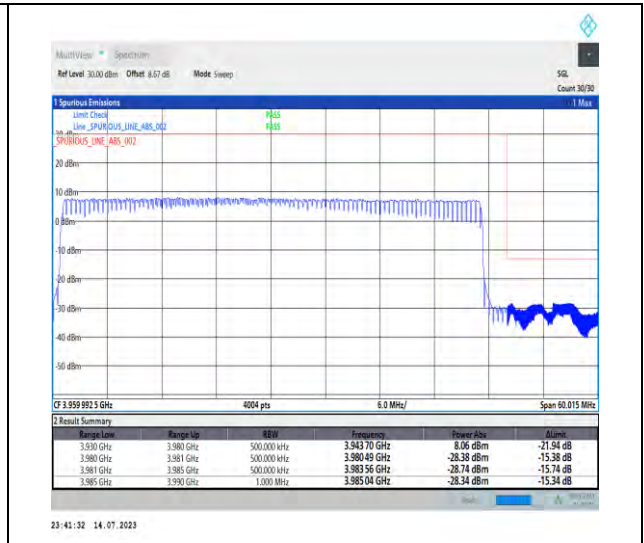 MultiView Spectrum
Ref Level 30.00 dBm Offset 8.67 dB Mode Sweep SGL
Count 30/30
1 Spurious Emissions 1 Max
Limit Check PASS
Line _SPURIOUS_LINE_ABS_002 PASS
_SPURIOUS_LINE_ABS_002
20 dBm
10 dBm
0 dBm
-10 dBm
-20 dBm
-30 dBm
-40 dBm
-50 dBm
CF 3.959 992 5 GHz 4004 pts 6.0 MHz/ Span 60.015 MHz
2 Result Summary
Range Low Range Up RBW Frequency Power Abs ΔLimit
3.930 GHz 3.980 GHz 500.000 kHz 3.943 70 GHz 8.06 dBm -21.94 dB
3.980 GHz 3.981 GHz 500.000 kHz 3.980 49 GHz -28.38 dBm -15.38 dB
3.981 GHz 3.985 GHz 500.000 kHz 3.983 56 GHz -28.74 dBm -15.74 dB
3.985 GHz 3.990 GHz 1.000 MHz 3.985 04 GHz -28.34 dBm -15.34 dB
23:41:32 14.07.2023